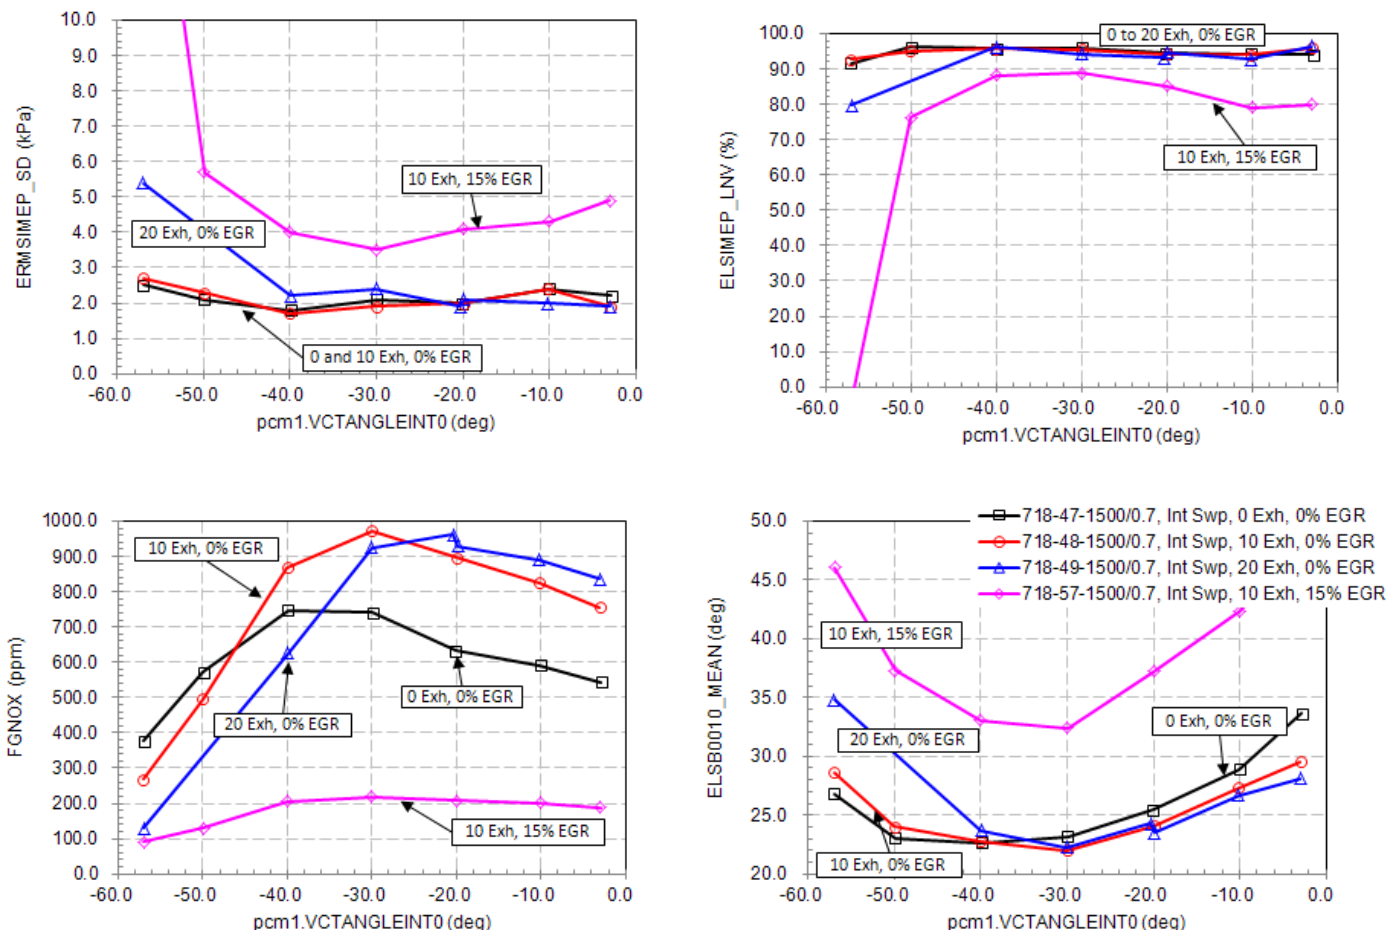 10.0
9.0
8.0
7.0
6.0
5.0
4.0
3.0
2.0
1.0
0.0
ERMSIMEP_SD (kPa)
10 Exh, 15% EGR
20 Exh, 0% EGR
0 and 10 Exh, 0% EGR
-60.0 -50.0 -40.0 -30.0 -20.0 -10.0 0.0
pcm1.VCTANGLEINT0 (deg)
100.0
90.0
80.0
70.0
60.0
50.0
40.0
30.0
20.0
10.0
0.0
ELSIMEP_LNV (%)
0 to 20 Exh, 0% EGR
10 Exh, 15% EGR
-60.0 -50.0 -40.0 -30.0 -20.0 -10.0 0.0
pcm1.VCTANGLEINT0 (deg)
1000.0
900.0
800.0
700.0
600.0
500.0
400.0
300.0
200.0
100.0
0.0
FGNOX (ppm)
10 Exh, 0% EGR
0 Exh, 0% EGR
20 Exh, 0% EGR
10 Exh, 15% EGR
-60.0 -50.0 -40.0 -30.0 -20.0 -10.0 0.0
pcm1.VCTANGLEINT0 (deg)
50.0
45.0
40.0
35.0
30.0
25.0
20.0
ELSB0010_MEAN (deg)
718-47-1500/0.7, Int Swp, 0 Exh, 0% EGR
718-48-1500/0.7, Int Swp, 10 Exh, 0% EGR
718-49-1500/0.7, Int Swp, 20 Exh, 0% EGR
718-57-1500/0.7, Int Swp, 10 Exh, 15% EGR
10 Exh, 15% EGR
0 Exh, 0% EGR
20 Exh, 0% EGR
10 Exh, 0% EGR
-60.0 -50.0 -40.0 -30.0 -20.0 -10.0 0.0
pcm1.VCTANGLEINT0 (deg)